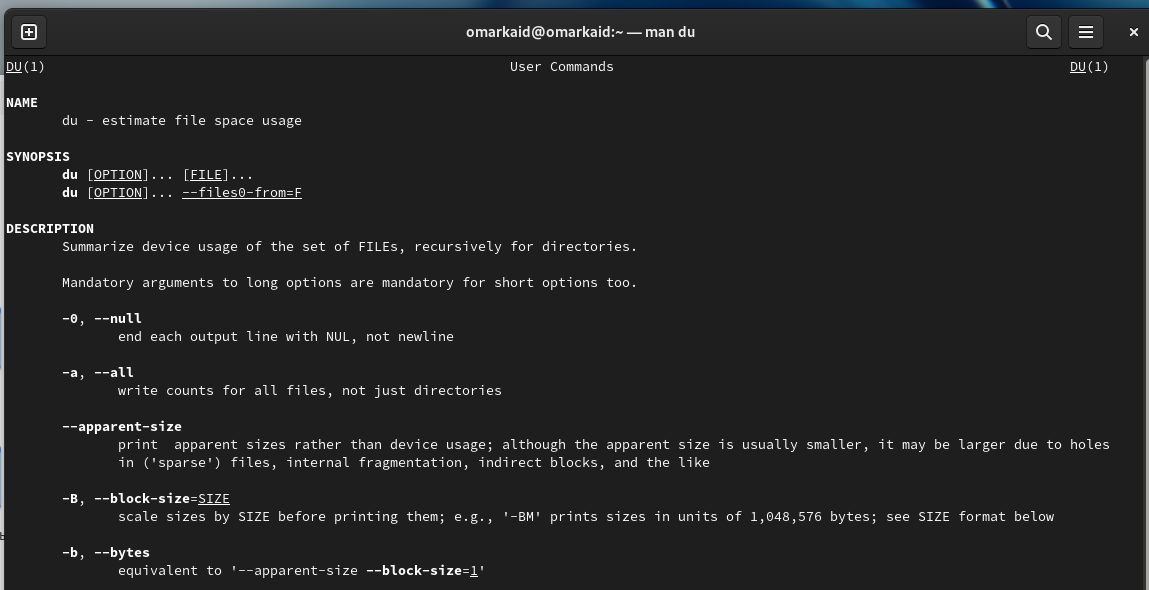 omarkaid@omarkaid:~ — man du
DU(1) User Commands DU(1)
NAME
du - estimate file space usage
SYNOPSIS
du [OPTION]... [FILE]...
du [OPTION]... --files0-from=F
DESCRIPTION
Summarize device usage of the set of FILEs, recursively for directories.
Mandatory arguments to long options are mandatory for short options too.
-0, --null
end each output line with NUL, not newline
-a, --all
write counts for all files, not just directories
--apparent-size
print  apparent sizes rather than device usage; although the apparent size is usually smaller, it may be larger due to holes
in ('sparse') files, internal fragmentation, indirect blocks, and the like
-B, --block-size=SIZE
scale sizes by SIZE before printing them; e.g., '-BM' prints sizes in units of 1,048,576 bytes; see SIZE format below
-b, --bytes
equivalent to '--apparent-size --block-size=1'